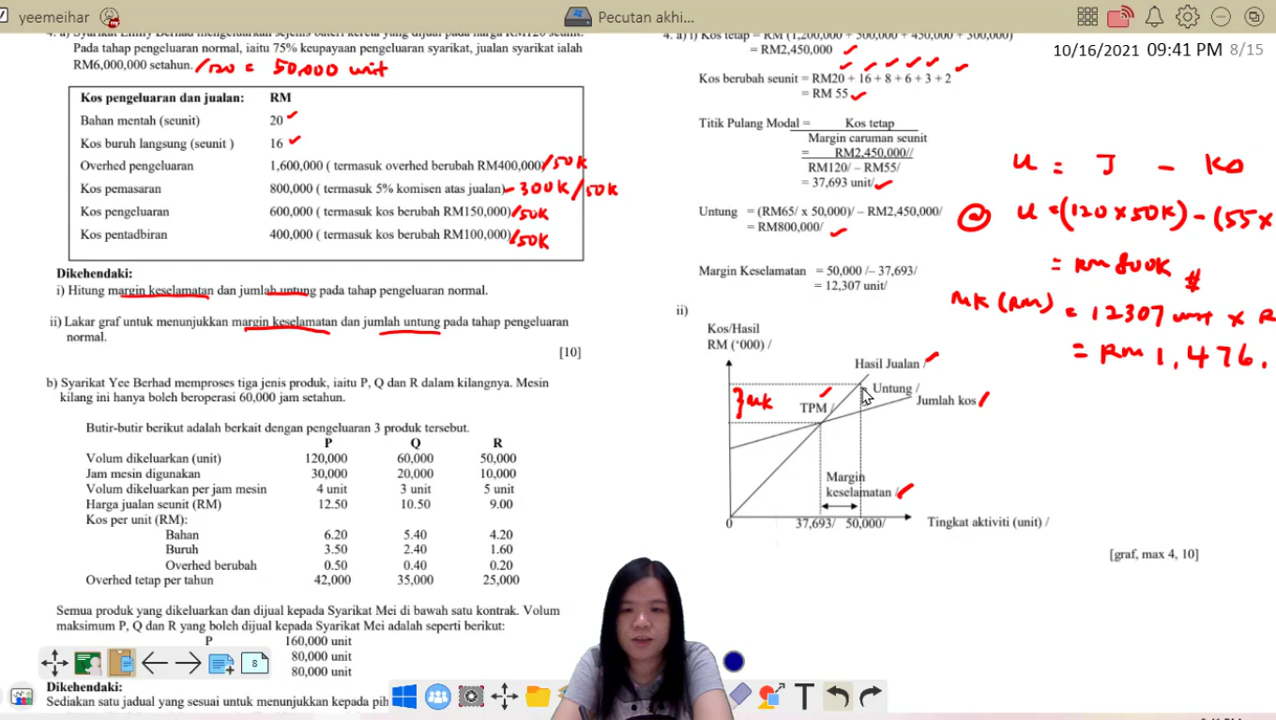 yeemeihar
Pecutan akhi...
10/16/2021 09:41 PM 8/15
Pada tahap pengeluaran normal, iaitu 75% keupayaan pengeluaran syarikat, jualan syarikat ialah
RM6,000,000 setahun. /120 = 50,000 unit
Kos pengeluaran dan jualan: RM
Bahan mentah (seunit) 20
Kos buruh langsung (seunit ) 16
Overhed pengeluaran 1,600,000 ( termasuk overhed berubah RM400,000) /50K
Kos pemasaran 800,000 ( termasuk 5% komisen atas jualan) - 300K/50K
Kos pengeluaran 600,000 ( termasuk kos berubah RM150,000) /50K
Kos pentadbiran 400,000 ( termasuk kos berubah RM100,000) /50K
Dikehendaki:
i) Hitung margin keselamatan dan jumlah untung pada tahap pengeluaran normal.
ii) Lakar graf untuk menunjukkan margin keselamatan dan jumlah untung pada tahap pengeluaran
normal.
[10]
b) Syarikat Yee Berhad memproses tiga jenis produk, iaitu P, Q dan R dalam kilangnya. Mesin
kilang ini hanya boleh beroperasi 60,000 jam setahun.
Butir-butir berikut adalah berkait dengan pengeluaran 3 produk tersebut.
P Q R
Volum dikeluarkan (unit) 120,000 60,000 50,000
Jam mesin digunakan 30,000 20,000 10,000
Volum dikeluarkan per jam mesin 4 unit 3 unit 5 unit
Harga jualan seunit (RM) 12.50 10.50 9.00
Kos per unit (RM):
Bahan 6.20 5.40 4.20
Buruh 3.50 2.40 1.60
Overhed berubah 0.50 0.40 0.20
Overhed tetap per tahun 42,000 35,000 25,000
Semua produk yang dikeluarkan dan dijual kepada Syarikat Mei di bawah satu kontrak. Volum
maksimum P, Q dan R yang boleh dijual kepada Syarikat Mei adalah seperti berikut:
P 160,000 unit
80,000 unit
80,000 unit
Dikehendaki:
Sediakan satu jadual yang sesuai untuk menunjukkan kepada pih
= RM2,450,000
Kos berubah seunit = RM20 + 16 + 8 + 6 + 3 + 2
= RM 55
Titik Pulang Modal = Kos tetap
Margin caruman seunit
= RM2,450,000//
RM120/ – RM55/
= 37,693 unit/
Untung = (RM65/ x 50,000)/ – RM2,450,000/
= RM800,000/
Margin Keselamatan = 50,000 /– 37,693/
= 12,307 unit/
U = J - KO
@ U = (120 x 50K) - (55 x
= RM 800K #
MK (RM) = 12307 unit x R
= RM 1,476,
ii)
Kos/Hasil
RM ('000) /
Hasil Jualan /
Untung /
Jumlah kos /
TPM /
MK
Margin
keselamatan /
0 37,693/ 50,000/ Tingkat aktiviti (unit) /
[graf, max 4, 10]
8
T